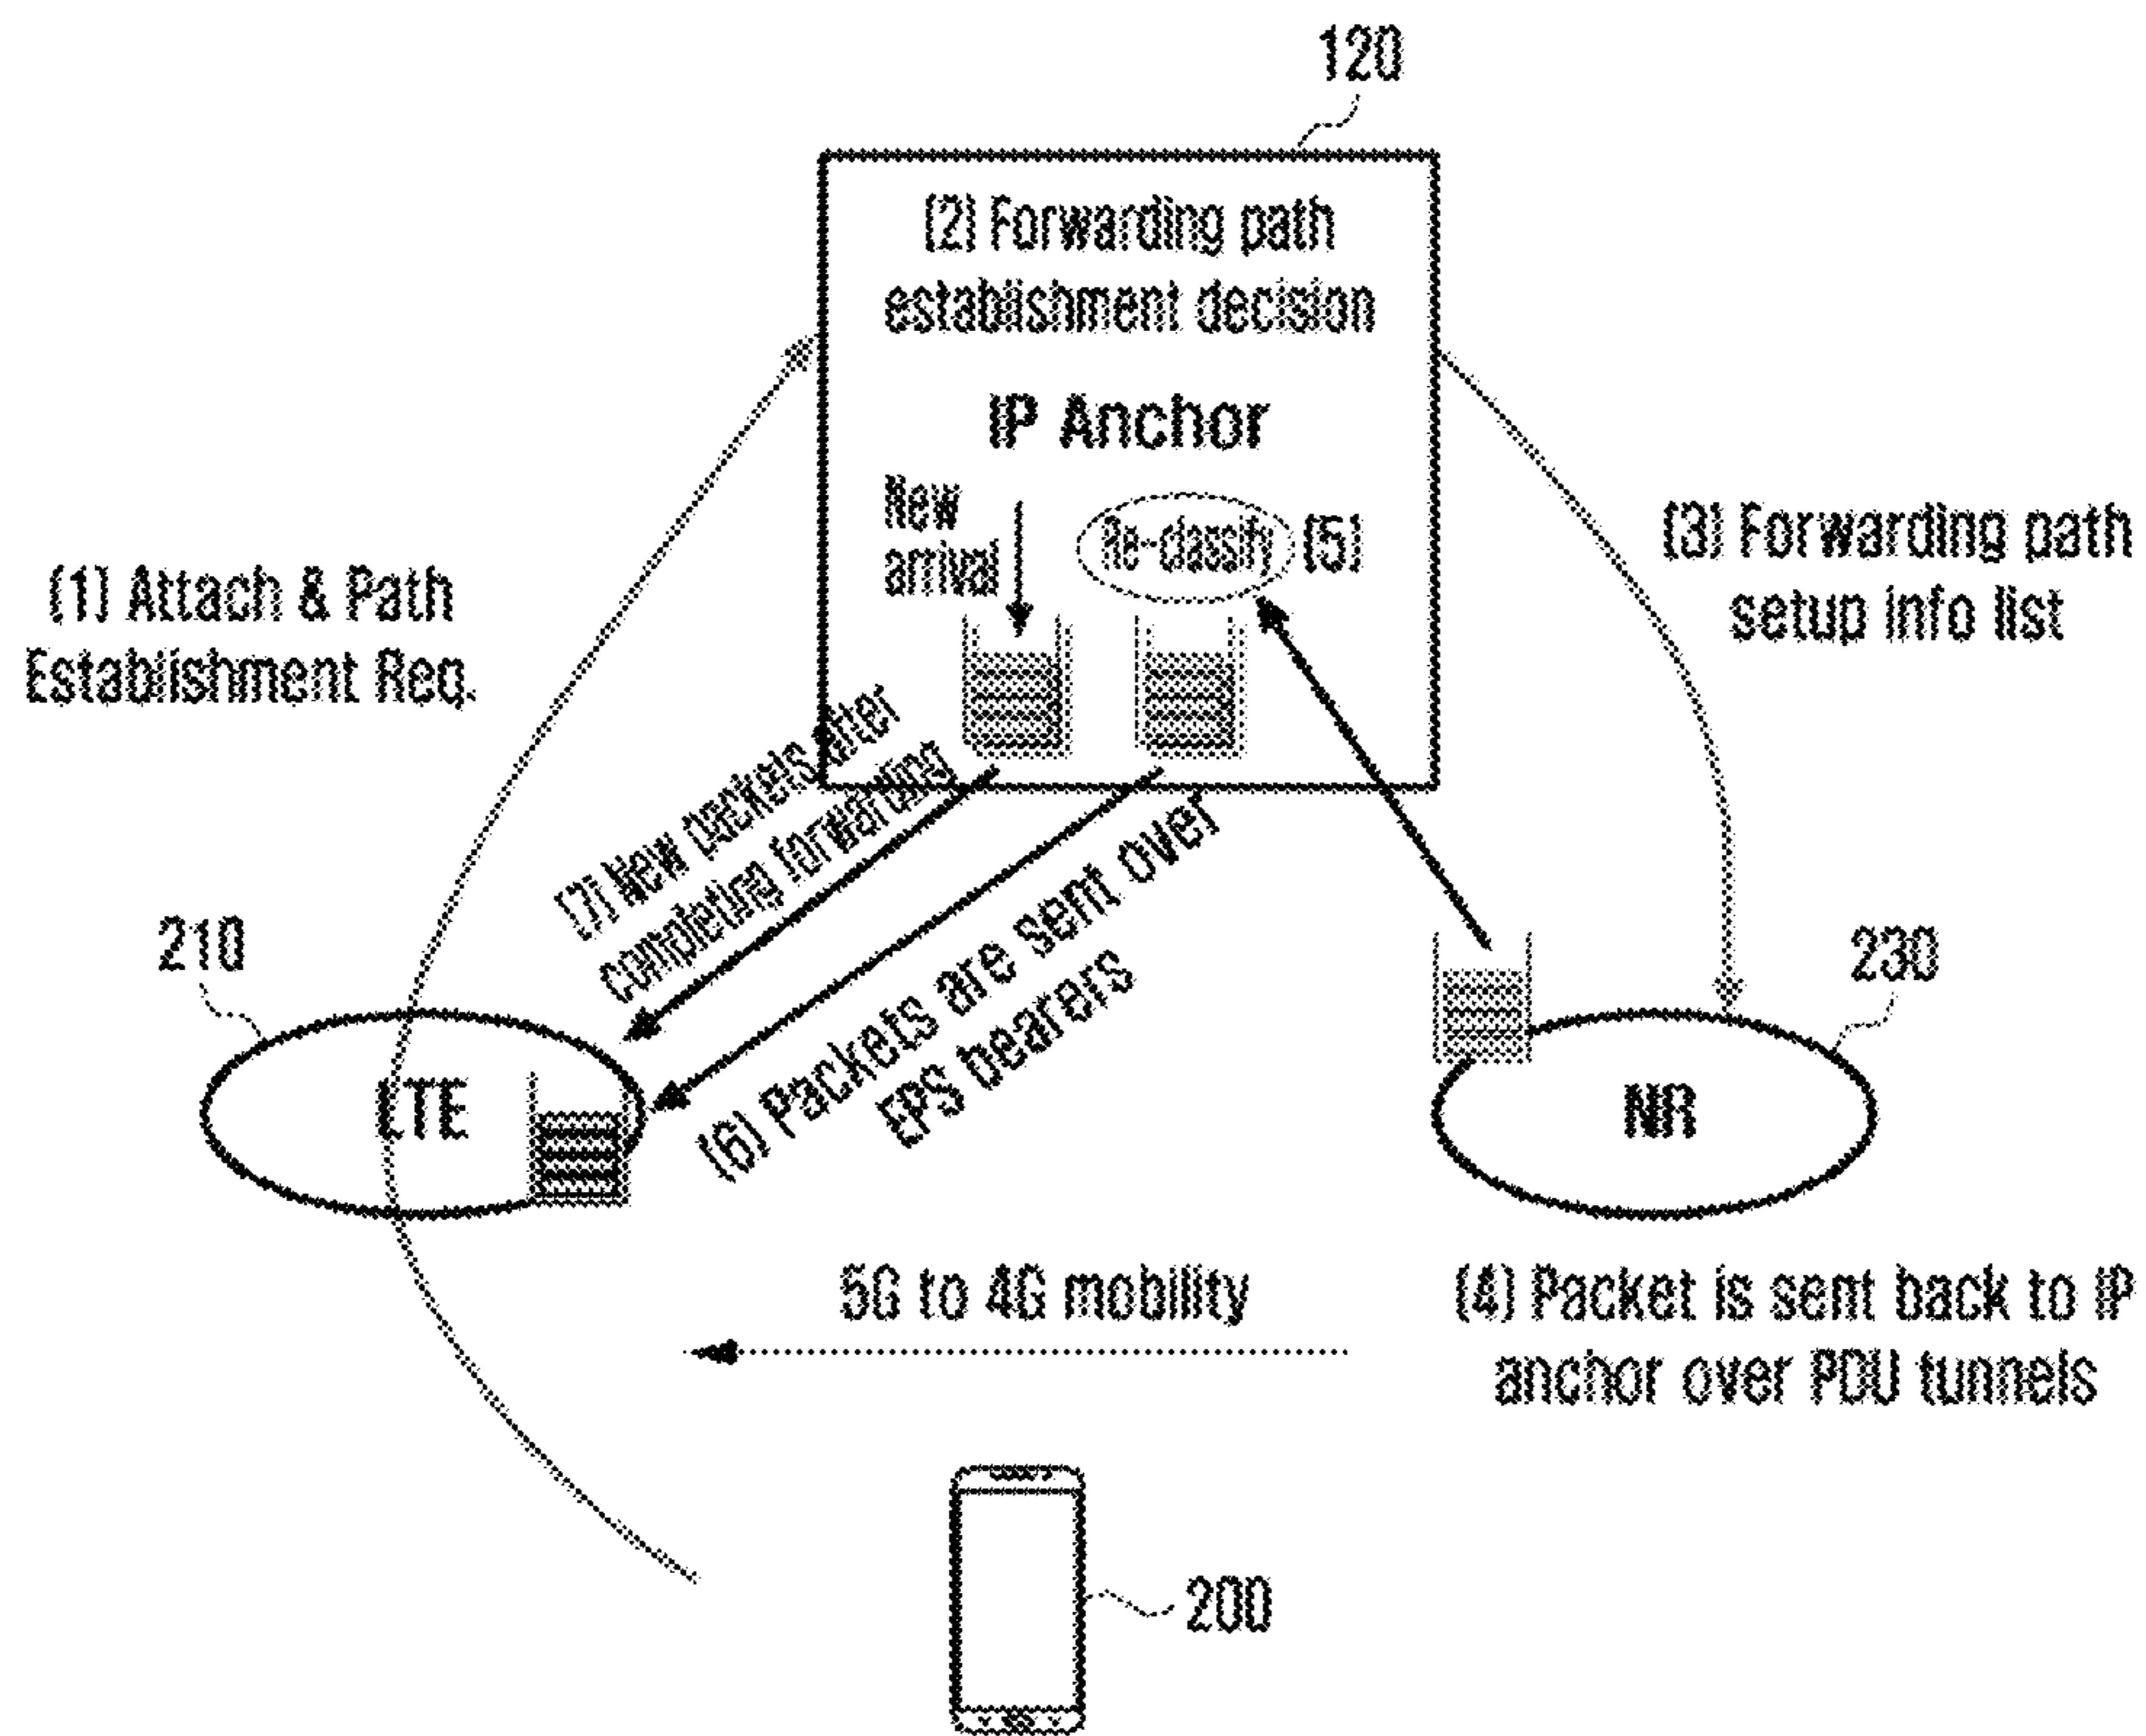 120
(2) Forwarding path
establishment decision
IP Anchor
New
arrival
Re-classify (5)
(3) Forwarding path
setup info list
(1) Attach & Path
Establishment Req.
(7) New packets after
completing forwarding
(6) Packets are sent over
EPS bearers
210
LTE
230
NR
5G to 4G mobility
(4) Packet is sent back to IP
anchor over PDU tunnels
200